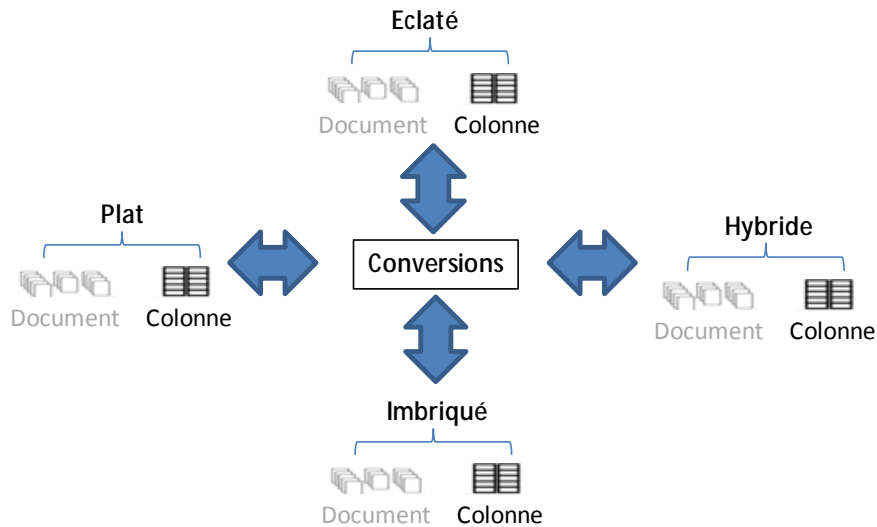 Eclaté
Document Colonne
Plat
Document Colonne
Conversions
Hybride
Document Colonne
Imbriqué
Document Colonne